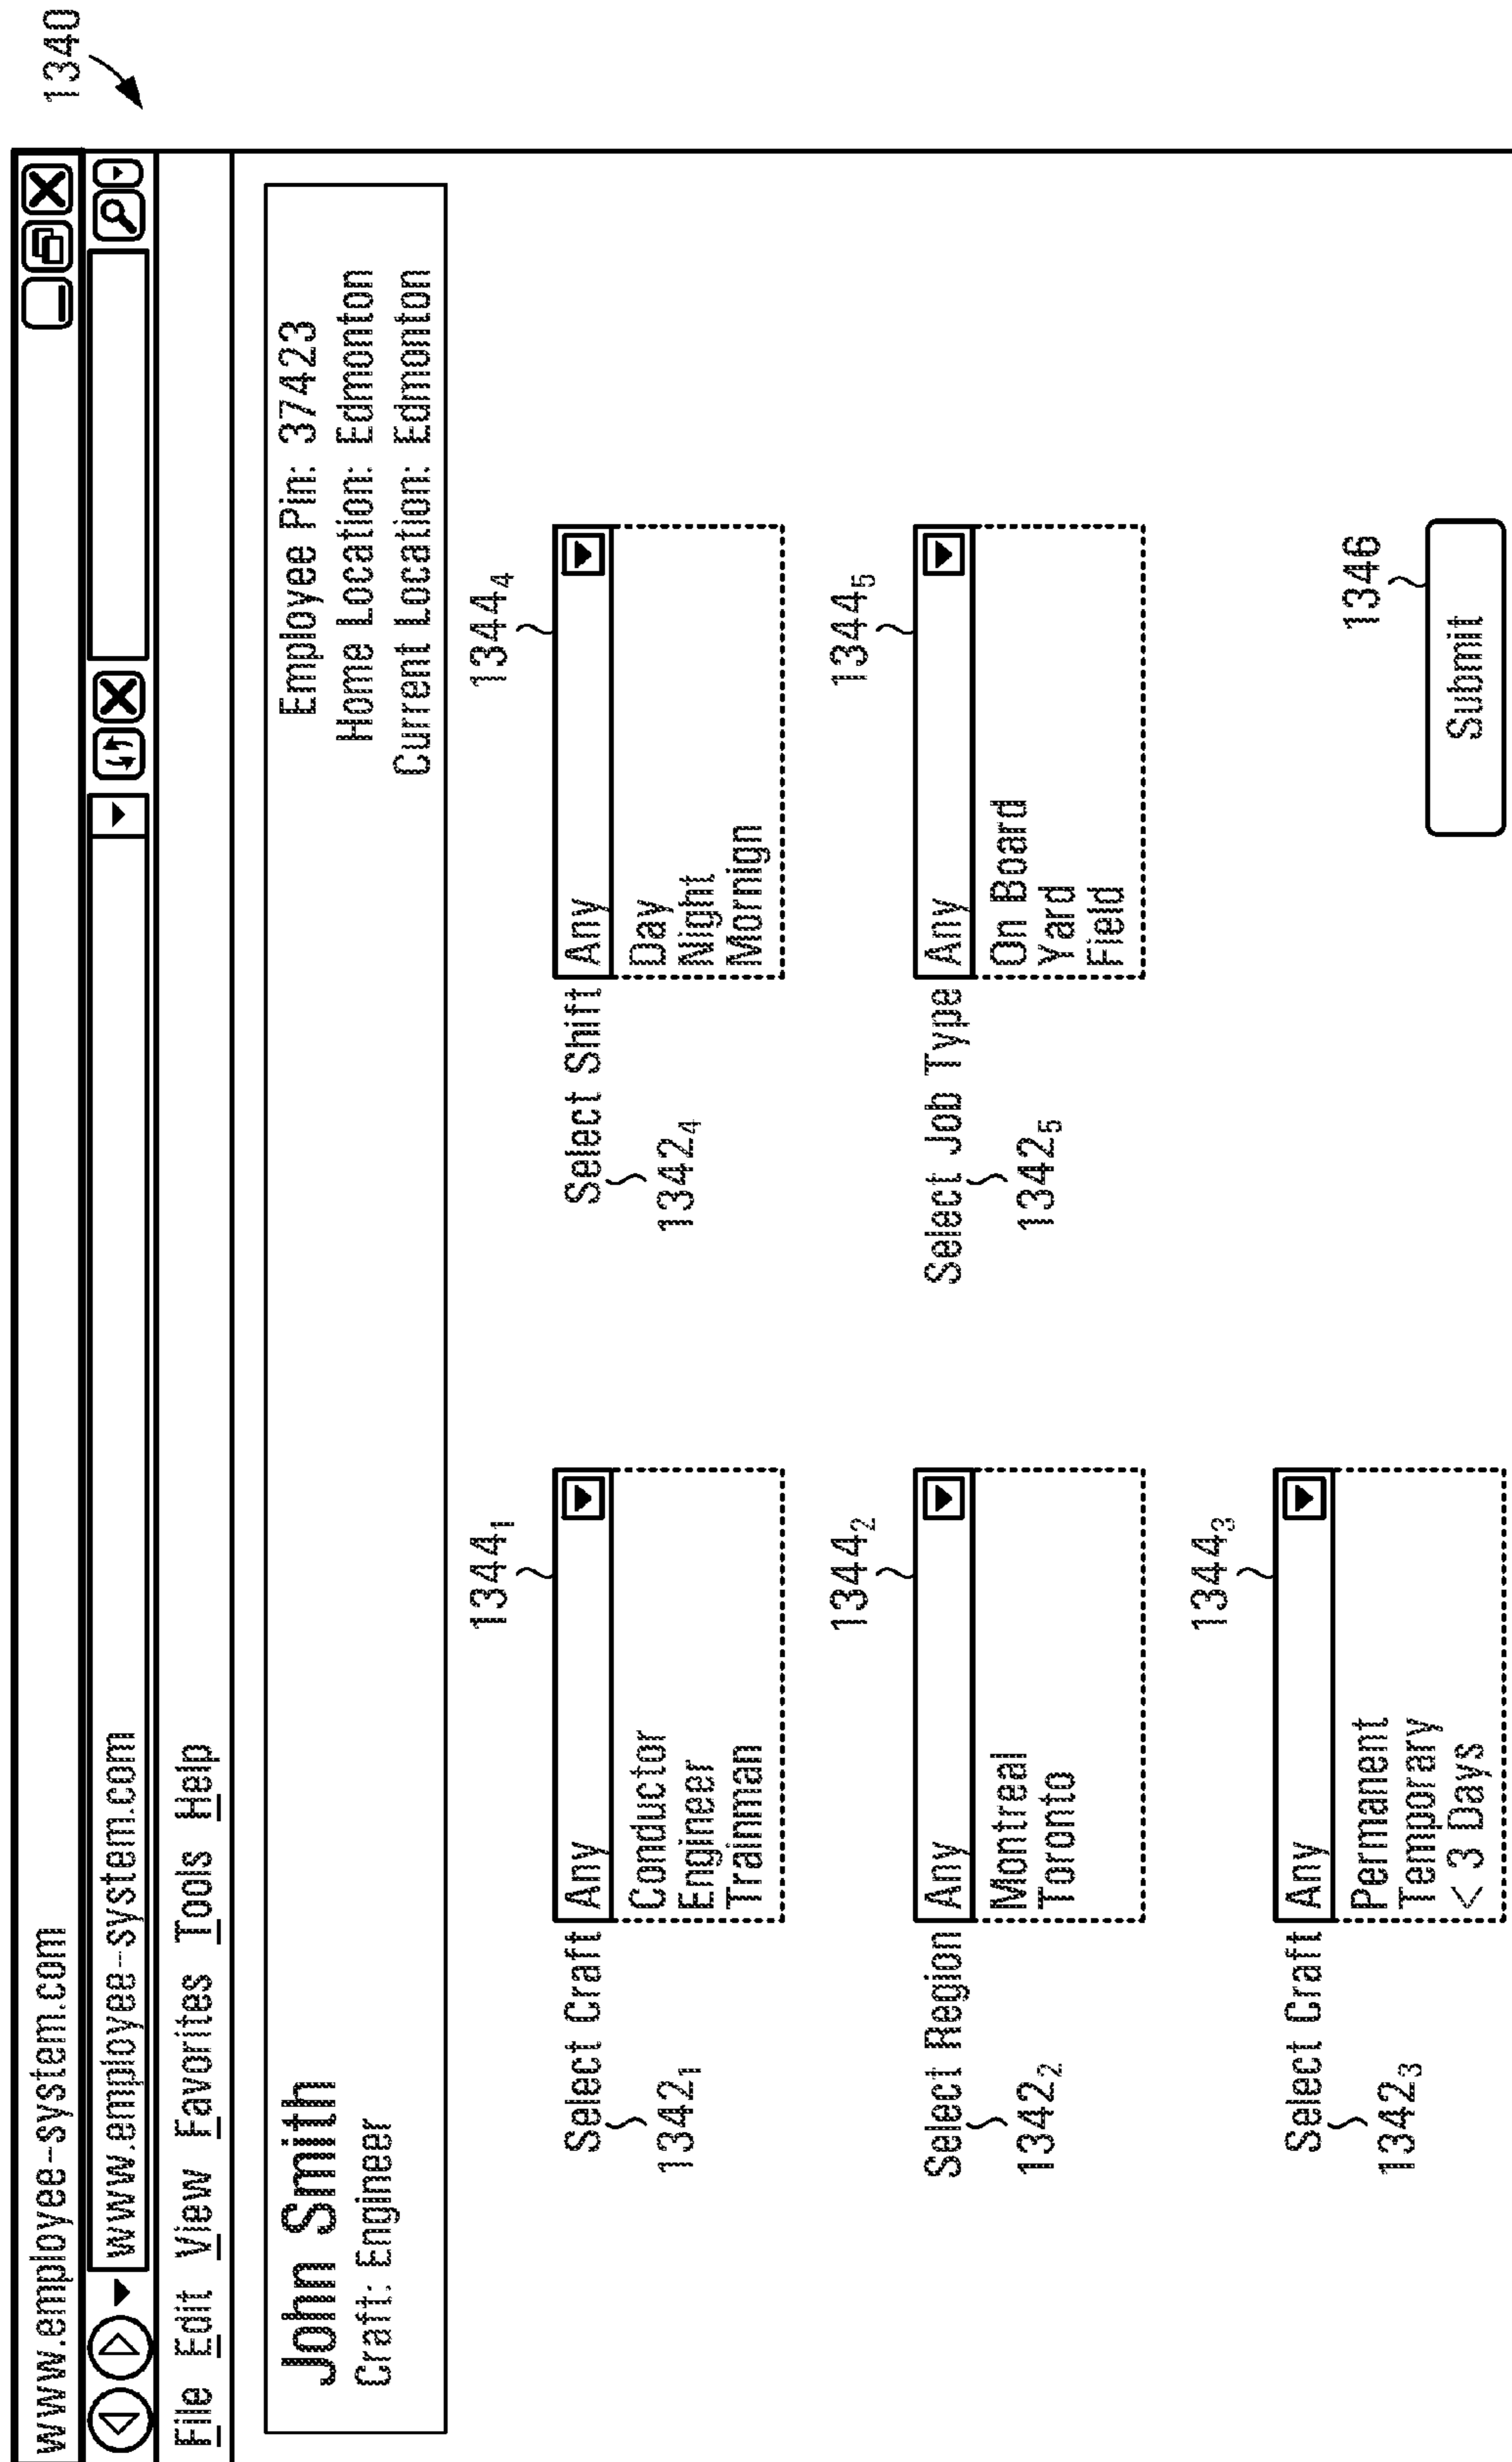 1340
www.employee-system.com
www.employee-system.com
File Edit View Favorites Tools Help
John Smith
Craft: Engineer
Employee Pin: 37423
Home Location: Edmonton
Current Location: Edmonton
1344₁
Select Craft
1342₁
Any
Conductor
Engineer
Trainman
1344₄
Select Shift
1342₄
Any
Day
Night
Mornign
1344₂
Select Region
1342₂
Any
Montreal
Toronto
1344₅
Select Job Type
1342₅
Any
On Board
Yard
Field
1344₃
Select Craft
1342₃
Any
Permanent
Temporary
< 3 Days
1346
Submit